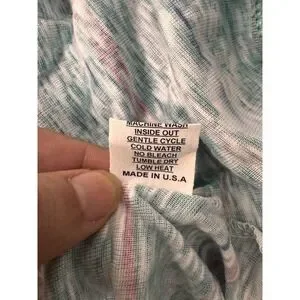 MACHINE WASH
INSIDE OUT
GENTLE CYCLE
COLD WATER
NO BLEACH
TUMBLE DRY
LOW HEAT
MADE IN U.S.A